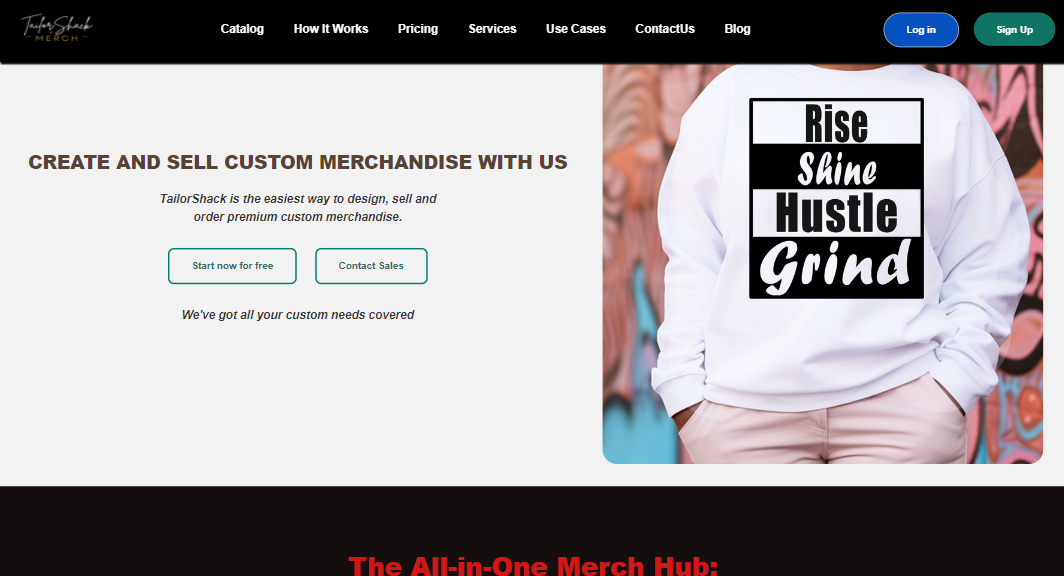 TailorShack
MERCH
Catalog
How It Works
Pricing
Services
Use Cases
ContactUs
Blog
Log in
Sign Up
CREATE AND SELL CUSTOM MERCHANDISE WITH US
TailorShack is the easiest way to design, sell and
order premium custom merchandise.
Start now for free
Contact Sales
We've got all your custom needs covered
Rise
Shine
Hustle
Grind
The All-in-One Merch Hub: